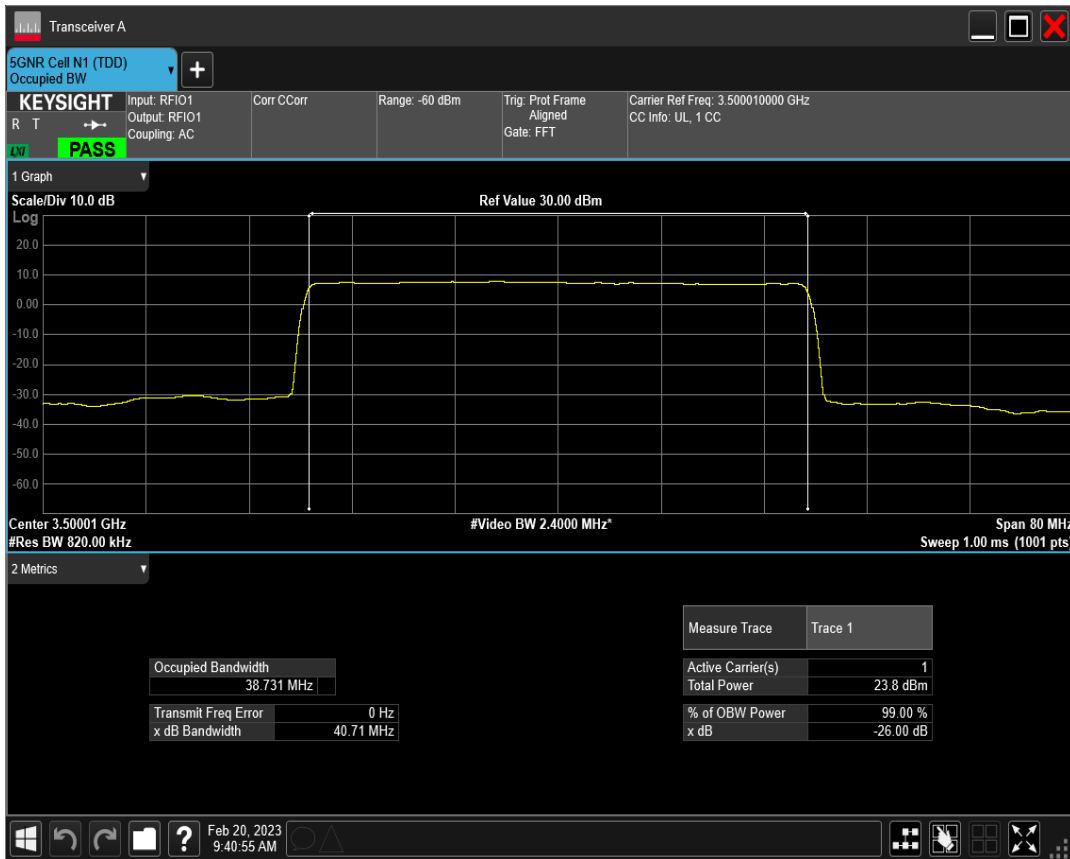 Transceiver A
5GNR Cell N1 (TDD)
Occupied BW
+
KEYSIGHT
R T
LXI
PASS
Input: RFIO1
Output: RFIO1
Coupling: AC
Corr CCorr
Range: -60 dBm
Trig: Prot Frame
Aligned
Gate: FFT
Carrier Ref Freq: 3.500010000 GHz
CC Info: UL, 1 CC
1 Graph
Scale/Div 10.0 dB
Ref Value 30.00 dBm
Log
20.0
10.0
0.00
-10.0
-20.0
-30.0
-40.0
-50.0
-60.0
Center 3.50001 GHz
#Video BW 2.4000 MHz*
Span 80 MHz
#Res BW 820.00 kHz
Sweep 1.00 ms (1001 pts)
2 Metrics
Measure Trace Trace 1
Occupied Bandwidth
38.731 MHz
Active Carrier(s) 1
Total Power 23.8 dBm
Transmit Freq Error 0 Hz
x dB Bandwidth 40.71 MHz
% of OBW Power 99.00 %
x dB -26.00 dB
?
Feb 20, 2023
9:40:55 AM